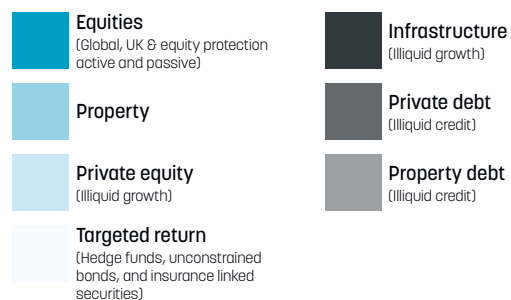 Equities
(Global, UK & equity protection
active and passive)
Property
Private equity
(Illiquid growth)
Targeted return
(Hedge funds, unconstrained
bonds, and insurance linked
securities)
Infrastructure
(Illiquid growth)
Private debt
(Illiquid credit)
Property debt
(Illiquid credit)